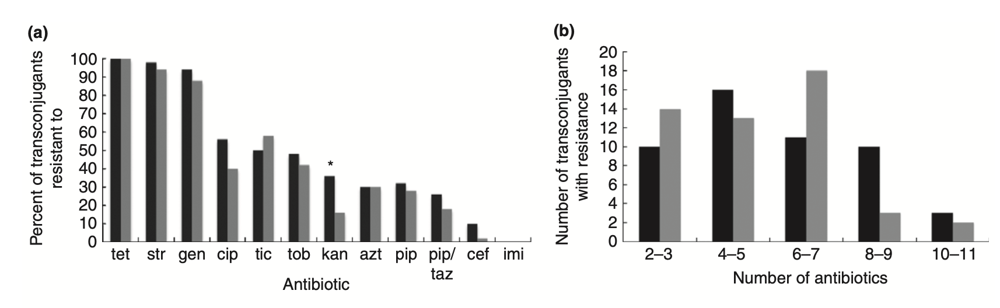 (a)
Percent of transconjugants
resistant to
100
90
80
70
60
50
40
30
20
10
0
*
tet str gen cip tic tob kan azt pip pip/ cef imi
taz
Antibiotic
(b)
Number of transconjugants
with resistance
20
18
16
14
12
10
8
6
4
2
0
2–3 4–5 6–7 8–9 10–11
Number of antibiotics